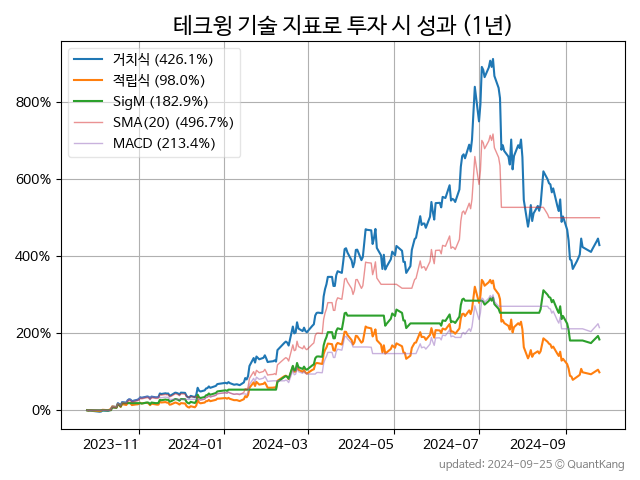 테크윙 기술 지표로 투자 시 성과 (1년)
거치식 (426.1%)
적립식 (98.0%)
SigM (182.9%)
SMA(20) (496.7%)
MACD (213.4%)
800%
600%
400%
200%
0%
2023-11 2024-01 2024-03 2024-05 2024-07 2024-09
updated: 2024-09-25 © QuantKang